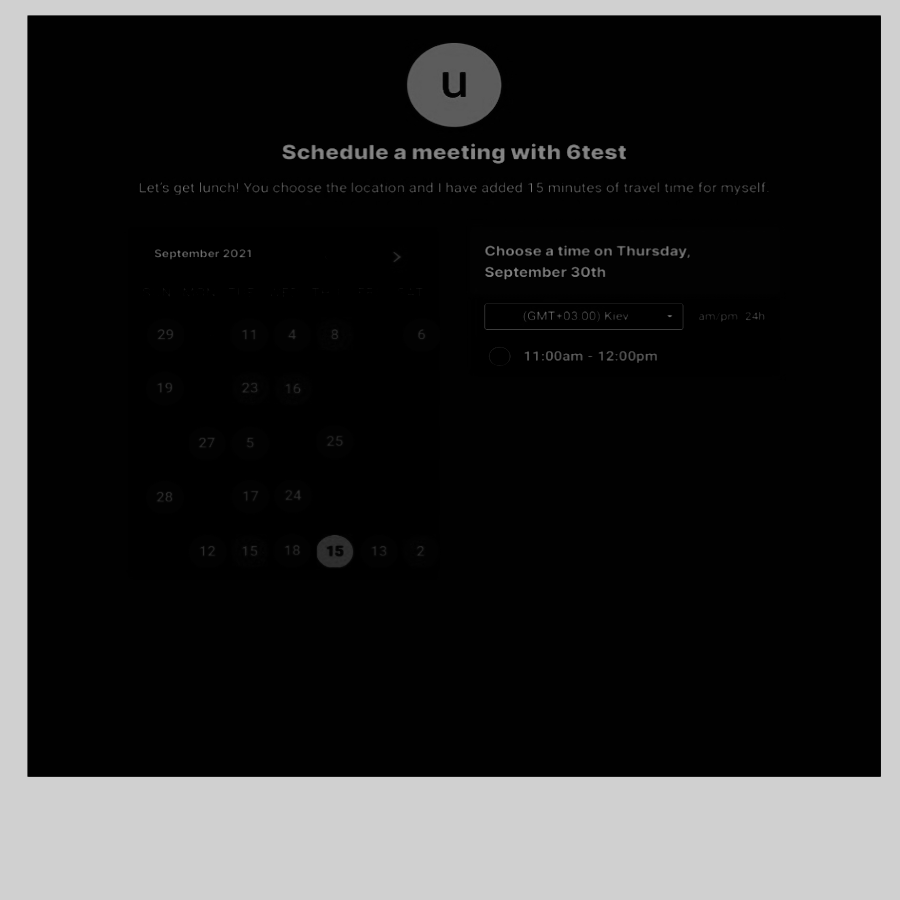 u
Schedule a meeting with 6test
Let's get lunch! You choose the location and I have added 15 minutes of travel time for myself.
September 2021
29 11 4 8 6
19 23 16
27 5 25
28 17 24
12 15 18 15 13 2
Choose a time on Thursday,
September 30th
(GMT+03:00) Kiev
am/pm 24h
11:00am - 12:00pm